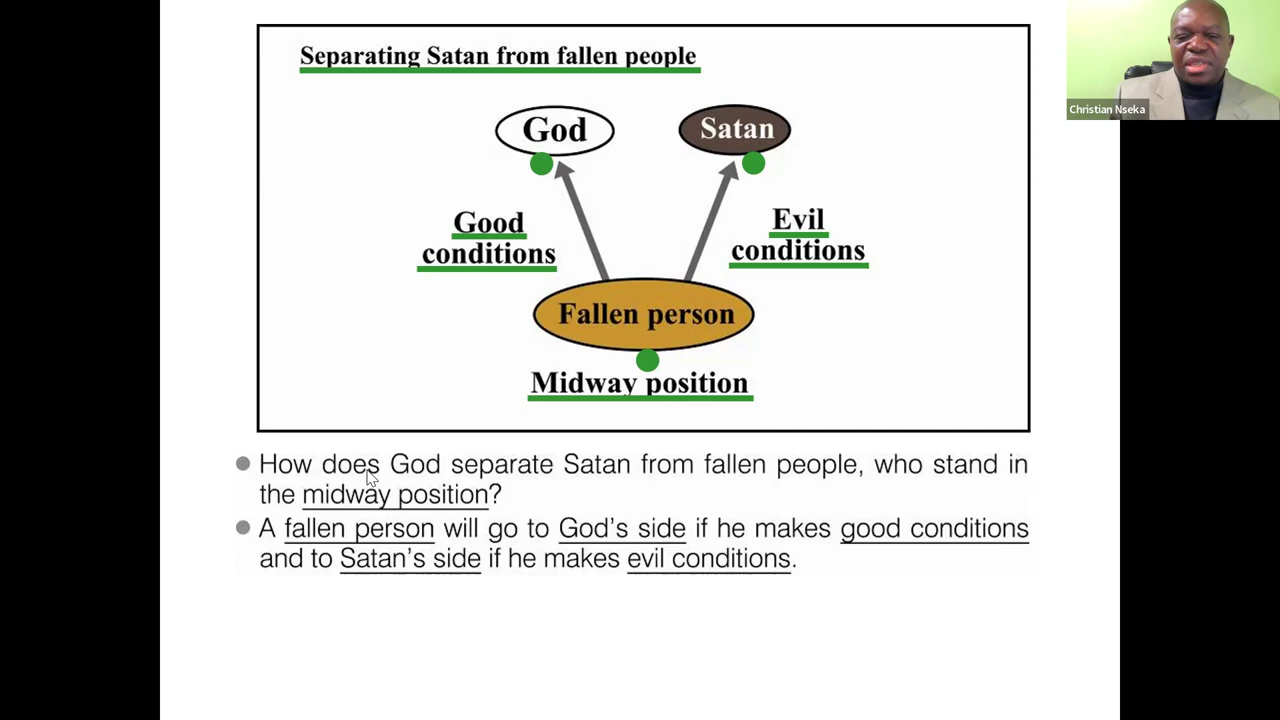 Separating Satan from fallen people
God
Satan
Good
conditions
Evil
conditions
Fallen person
Midway position
How does God separate Satan from fallen people, who stand in
the midway position?
A fallen person will go to God's side if he makes good conditions
and to Satan's side if he makes evil conditions.
Christian Nseka